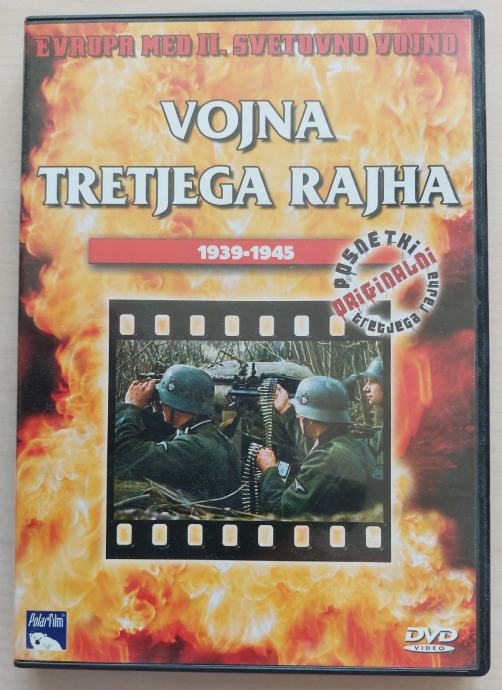 EVROPA MED II. SVETOVNO VOJNO
VOJNA
TRETJEGA RAJHA
1939-1945
POSNETKI
ORIGINALNI
tretjega rajha
PolarFilm
DVD
VIDEO